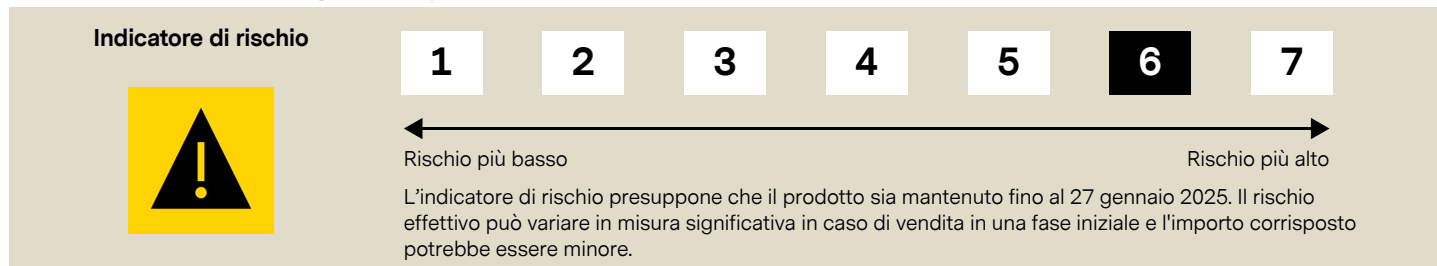 Indicatore di rischio
1 2 3 4 5 6 7
Rischio più basso
Rischio più alto
L'indicatore di rischio presuppone che il prodotto sia mantenuto fino al 27 gennaio 2025. Il rischio
effettivo può variare in misura significativa in caso di vendita in una fase iniziale e l'importo corrisposto
potrebbe essere minore.